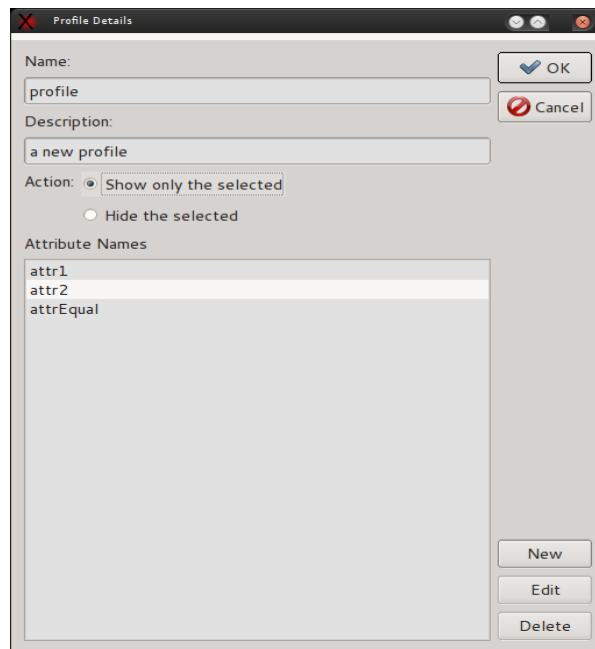 Profile Details
Name:
OK
profile
Cancel
Description:
a new profile
Action: Show only the selected
Hide the selected
Attribute Names
attr1
attr2
attrEqual
New
Edit
Delete